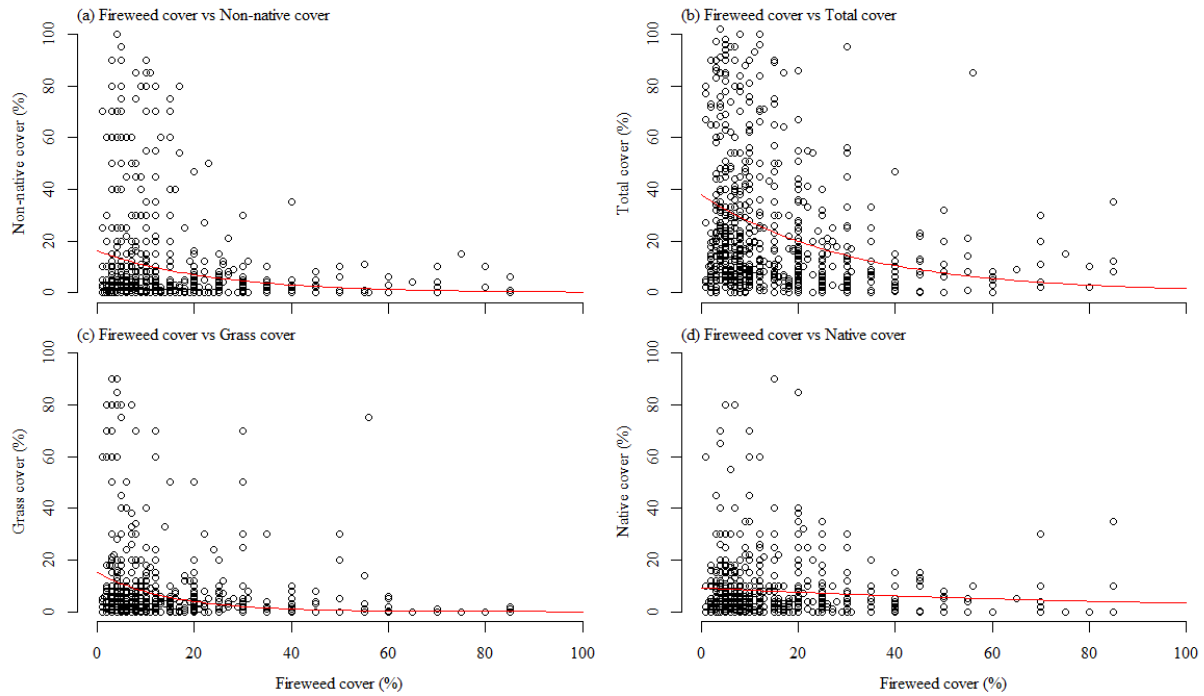 (a) Fireweed cover vs Non-native cover
Non-native cover (%)
0 20 40 60 80 100
(b) Fireweed cover vs Total cover
Total cover (%)
0 20 40 60 80 100
(c) Fireweed cover vs Grass cover
Grass cover (%)
0 20 40 60 80 100
0 20 40 60 80 100
Fireweed cover (%)
(d) Fireweed cover vs Native cover
Native cover (%)
0 20 40 60 80 100
0 20 40 60 80 100
Fireweed cover (%)